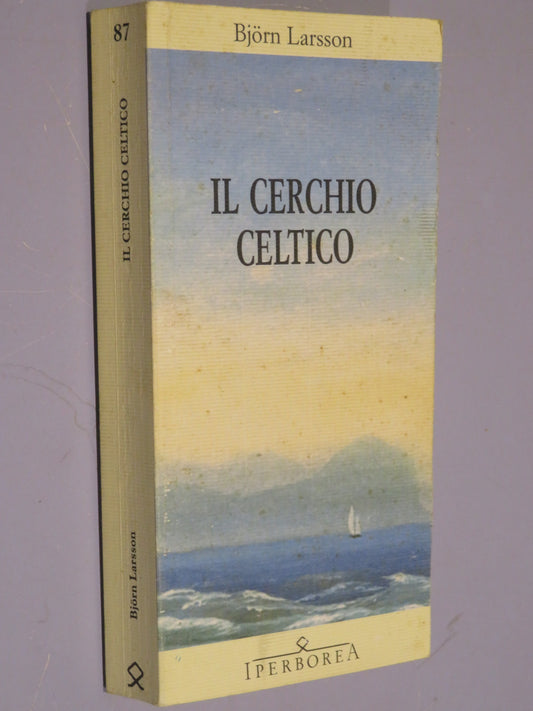 87
IL CERCHIO CELTICO
Björn Larsson
Björn Larsson
IL CERCHIO
CELTICO
IPERBOREA